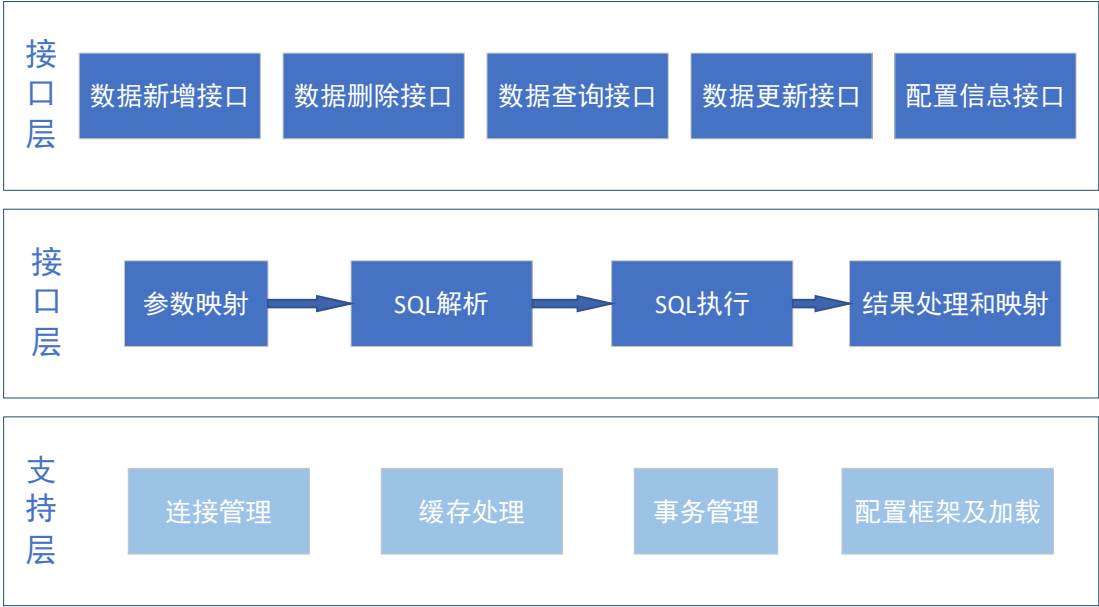 接口层
数据新增接口
数据删除接口
数据查询接口
数据更新接口
配置信息接口
接口层
参数映射
SQL解析
SQL执行
结果处理和映射
支持层
连接管理
缓存处理
事务管理
配置框架及加载